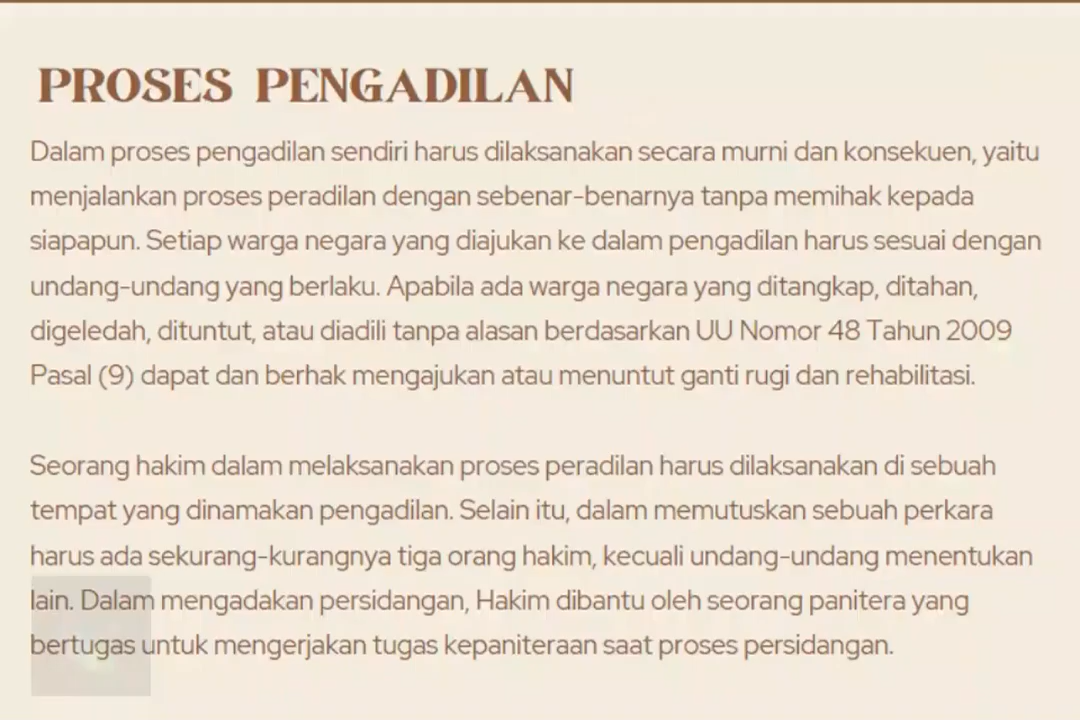 PROSES PENGADILAN
Dalam proses pengadilan sendiri harus dilaksanakan secara murni dan konsekuen, yaitu
menjalankan proses peradilan dengan sebenar-benarnya tanpa memihak kepada
siapapun. Setiap warga negara yang diajukan ke dalam pengadilan harus sesuai dengan
undang-undang yang berlaku. Apabila ada warga negara yang ditangkap, ditahan,
digeledah, dituntut, atau diadili tanpa alasan berdasarkan UU Nomor 48 Tahun 2009
Pasal (9) dapat dan berhak mengajukan atau menuntut ganti rugi dan rehabilitasi.
Seorang hakim dalam melaksanakan proses peradilan harus dilaksanakan di sebuah
tempat yang dinamakan pengadilan. Selain itu, dalam memutuskan sebuah perkara
harus ada sekurang-kurangnya tiga orang hakim, kecuali undang-undang menentukan
lain. Dalam mengadakan persidangan, Hakim dibantu oleh seorang panitera yang
bertugas untuk mengerjakan tugas kepaniteraan saat proses persidangan.